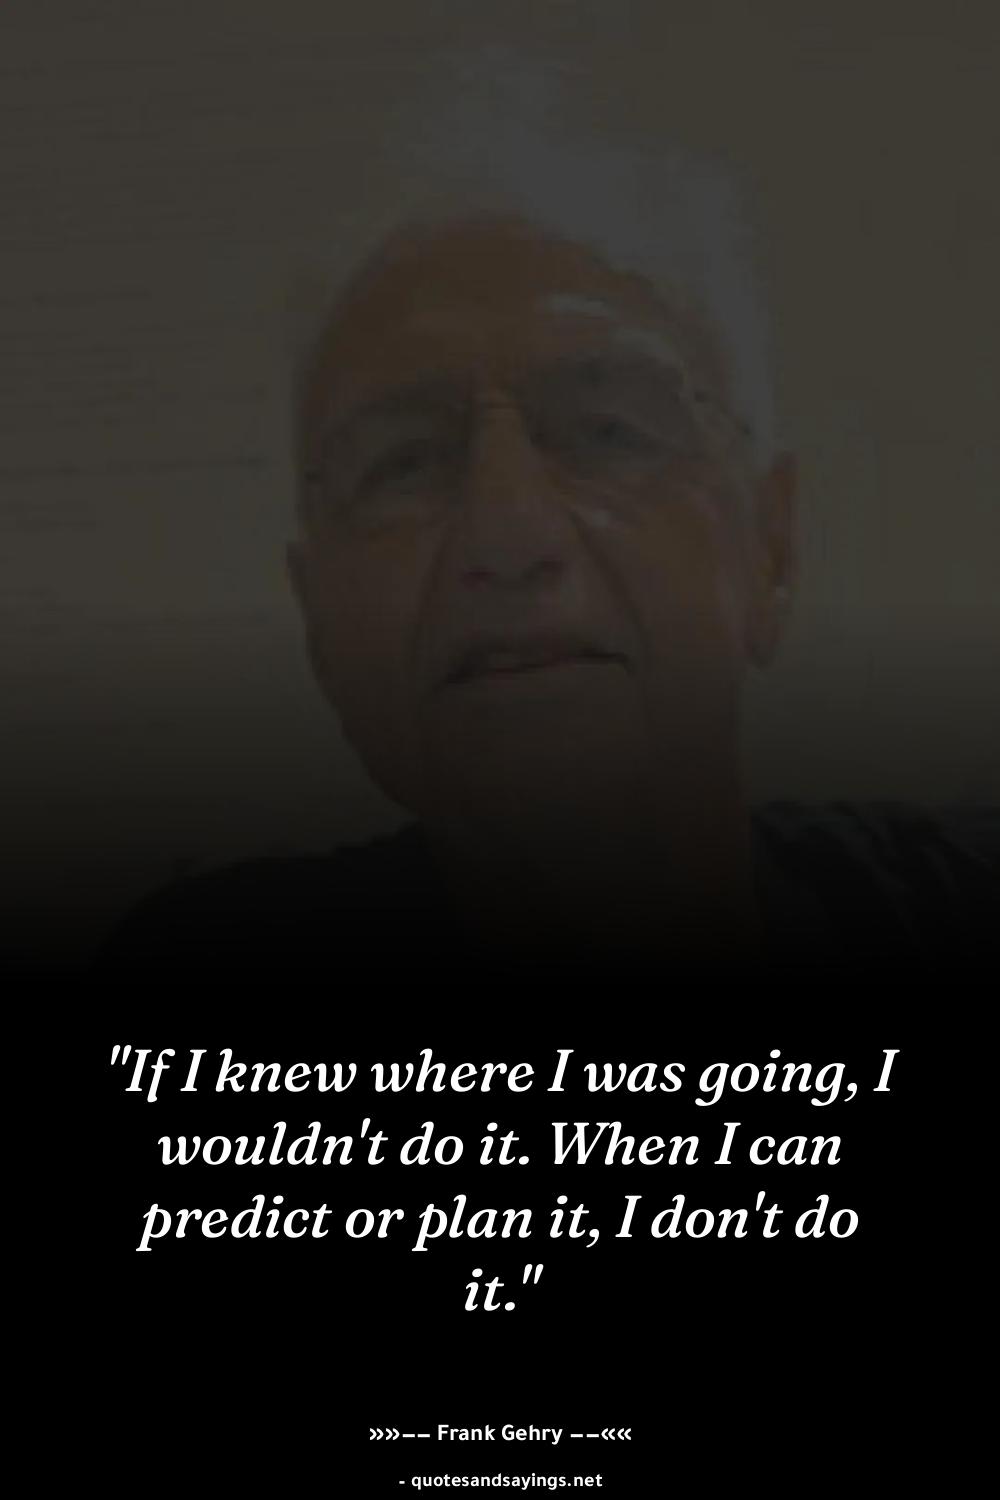 "If I knew where I was going, I
wouldn't do it. When I can
predict or plan it, I don't do
it."
»»−− Frank Gehry −−««
- quotesandsayings.net